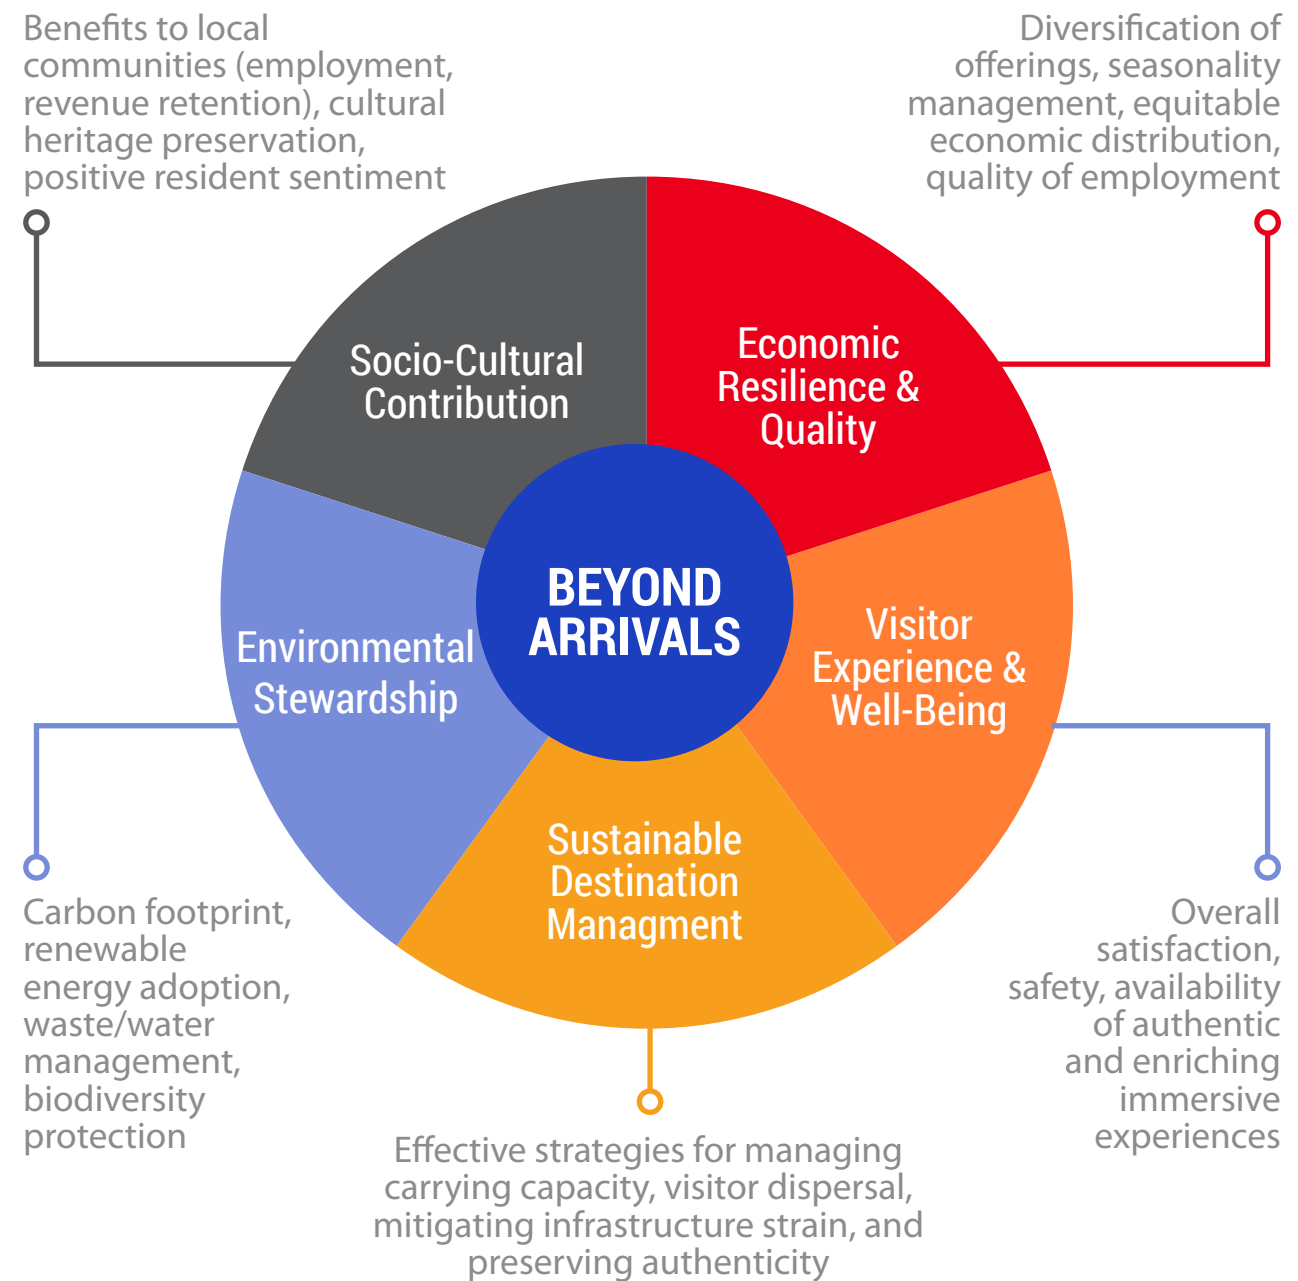 Benefits to local
communities (employment,
revenue retention), cultural
heritage preservation,
positive resident sentiment
Diversification of
offerings, seasonality
management, equitable
economic distribution,
quality of employment
Socio-Cultural
Contribution
Economic
Resilience &
Quality
BEYOND
ARRIVALS
Environmental
Stewardship
Visitor
Experience &
Well-Being
Sustainable
Destination
Managment
Carbon footprint,
renewable
energy adoption,
waste/water
management,
biodiversity
protection
Overall
satisfaction,
safety, availability
of authentic
and enriching
immersive
experiences
Effective strategies for managing
carrying capacity, visitor dispersal,
mitigating infrastructure strain, and
preserving authenticity